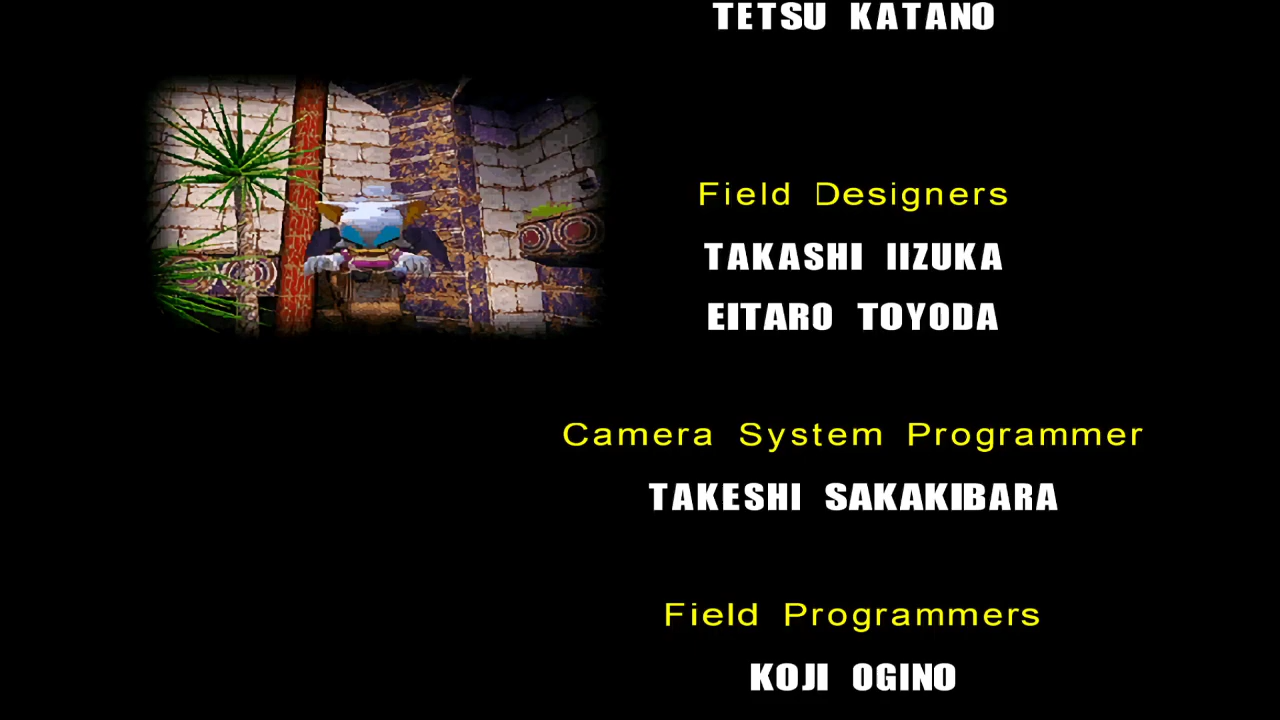 TETSU KATANO
Field Designers
TAKASHI IIZUKA
EITARO TOYODA
Camera System Programmer
TAKESHI SAKAKIBARA
Field Programmers
KOJI OGINO